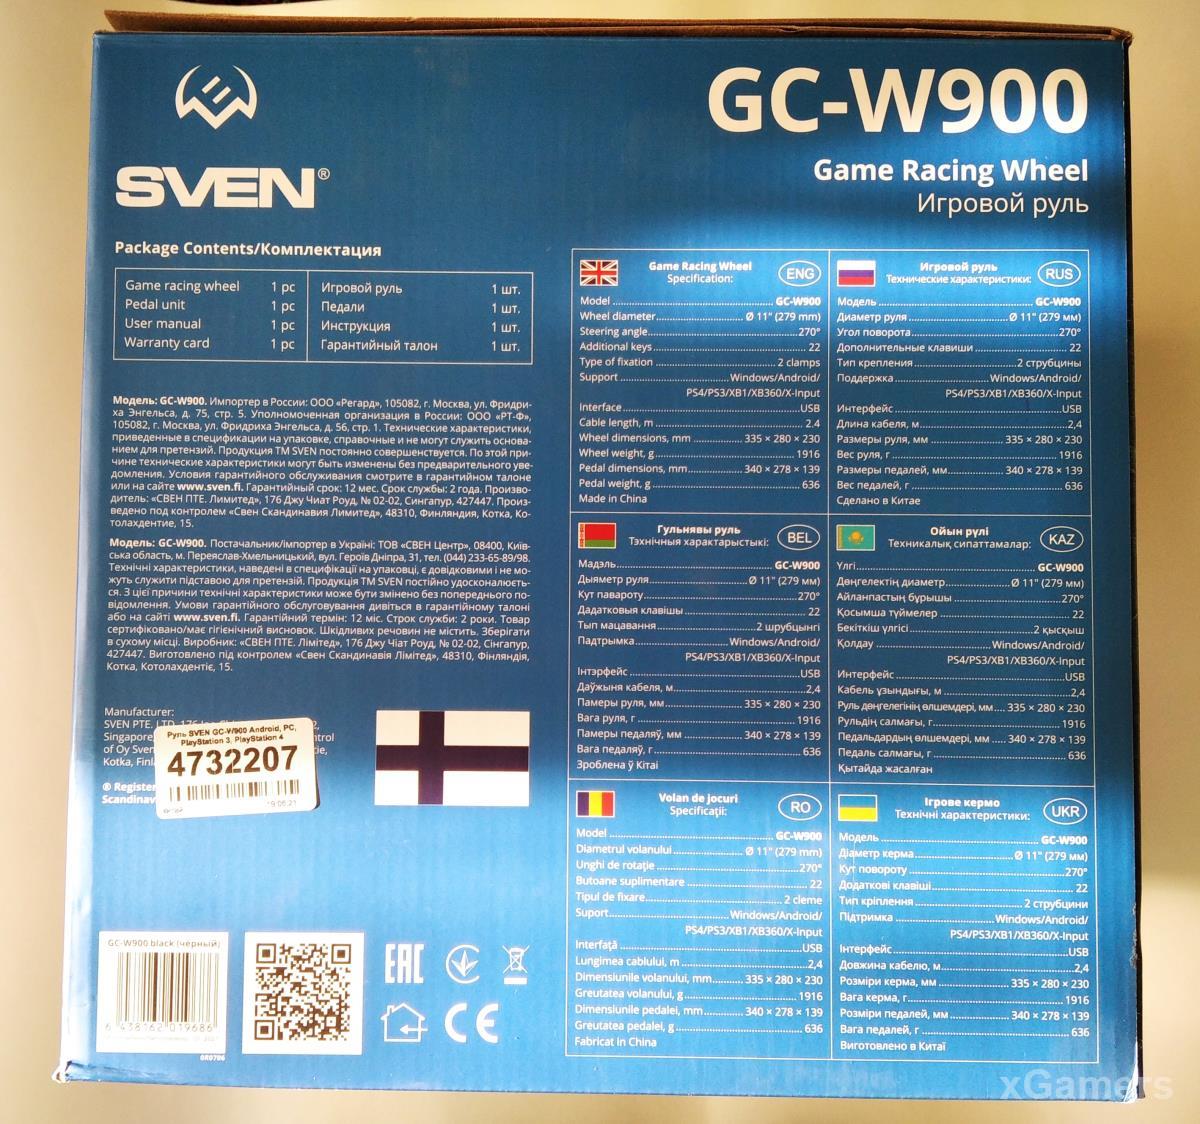 SVEN®
GC-W900
Game Racing Wheel
Игровой руль
Package Contents/Комплектация
Game racing wheel 1 pc
Pedal unit 1 pc
User manual 1 pc
Warranty card 1 pc
Игровой руль 1 шт.
Педали 1 шт.
Инструкция 1 шт.
Гарантийный талон 1 шт.
Модель: GC-W900. Импортер в России: ООО «Регард», 105082, г. Москва, ул. Фридри-
ха Энгельса, д. 75, стр. 5. Уполномоченная организация в России: ООО «РТ-Ф»,
105082, г. Москва, ул. Фридриха Энгельса, д. 56, стр. 1. Технические характеристики,
приведенные в спецификации на упаковке, справочные и не могут служить основа-
нием для претензий. Продукция ТМ SVEN постоянно совершенствуется. По этой при-
чине технические характеристики могут быть изменены без предварительного уве-
домления. Условия гарантийного обслуживания смотрите в гарантийном талоне
или на сайте www.sven.fi. Гарантийный срок: 12 мес. Срок службы: 2 года. Произво-
дитель: «СВЕН ПТЕ. Лимитед», 176 Джу Чиат Роуд, № 02-02, Сингапур, 427447. Произ-
ведено под контролем «Свен Скандинавия Лимитед», 48310, Финляндия, Котка, Ко-
толахдентие, 15.
Модель: GC-W900. Постачальник/імпортер в Україні: ТОВ «СВЕН Центр», 08400, Київ-
ська область, м. Переяслав-Хмельницький, вул. Героїв Дніпра, 31, тел. (044) 233-65-89/98.
Технічні характеристики, наведені в специфікації на упаковці, є довідковими і не мо-
жуть служити підставою для претензій. Продукція ТМ SVEN постійно удосконалюєть-
ся. З цієї причини технічні характеристики можуть бути змінені без попереднього по-
відомлення. Умови гарантійного обслуговування дивіться в гарантійному талоні
або на сайті www.sven.fi. Гарантійний термін: 12 міс. Строк служби: 2 роки. Товар
сертифіковано/має гігієнічний висновок. Шкідливих речовин не містить. Зберігати
в сухому місці. Виробник: «СВЕН ПТЕ. Лімітед», 176 Джу Чіат Роуд, № 02-02, Сінгапур,
427447. Вироблено під контролем «Свен Скандинавія Лімітед», 48310, Фінляндія,
Котка, Котолахдентіє, 15.
Manufacturer:
SVEN PTE. LTD, 176
Singapore
of Oy Sven
Kotka, Finl
® Register
Scandinav
Руль SVEN GC-W900 Android, PC,
PlayStation 3, PlayStation 4
4732207
19.05.21
GC-W900 black (черный)
6 438162 019686
0R0706
EAC
CE
Game Racing Wheel
Specification:
ENG
Model GC-W900
Wheel diameter Ø 11" (279 mm)
Steering angle 270°
Additional keys 22
Type of fixation 2 clamps
Support Windows/Android/
PS4/PS3/XB1/XB360/X-Input
Interface USB
Cable length, m 2.4
Wheel dimensions, mm 335 × 280 × 230
Wheel weight, g 1916
Pedal dimensions, mm 340 × 278 × 139
Pedal weight, g 636
Made in China
Игровой руль
Технические характеристики:
RUS
Модель GC-W900
Диаметр руля Ø 11" (279 мм)
Угол поворота 270°
Дополнительные клавиши 22
Тип крепления 2 струбцины
Поддержка Windows/Android/
PS4/PS3/XB1/XB360/X-Input
Интерфейс USB
Длина кабеля, м 2,4
Размеры руля, мм 335 × 280 × 230
Вес руля, г 1916
Размеры педалей, мм 340 × 278 × 139
Вес педалей, г 636
Сделано в Китае
Гульнявы руль
Тэхнічныя характарыстыкі:
BEL
Мадэль GC-W900
Дыяметр руля Ø 11" (279 мм)
Кут павароту 270°
Дадатковыя клавішы 22
Тып мацавання 2 шрубцынгі
Падтрымка Windows/Android/
PS4/PS3/XB1/XB360/X-Input
Інтэрфейс USB
Даўжыня кабеля, м 2,4
Памеры руля, мм 335 × 280 × 230
Вага руля, г 1916
Памеры педаляў, мм 340 × 278 × 139
Вага педаляў, г 636
Зроблена ў Кітаі
Ойын рүлі
Техникалық сипаттамалар:
KAZ
Үлгі GC-W900
Дөңгелектің диаметр Ø 11" (279 мм)
Айланпастың бұрышы 270°
Қосымша түймелер 22
Бекіткіш үлгісі 2 қысқыш
Қолдау Windows/Android/
PS4/PS3/XB1/XB360/X-Input
Интерфейс USB
Кабель ұзындығы, м 2,4
Руль дөңгелегінің өлшемдері, мм 335 × 280 × 230
Рульдің салмағы, г 1916
Педальдардың өлшемдері, мм 340 × 278 × 139
Педаль салмағы, г 636
Қытайда жасалған
Volan de jocuri
Specificaţii:
RO
Model GC-W900
Diametrul volanului Ø 11" (279 mm)
Unghi de rotaţie 270°
Butoane suplimentare 22
Tipul de fixare 2 cleme
Suport Windows/Android/
PS4/PS3/XB1/XB360/X-Input
Interfaţă USB
Lungimea cablului, m 2,4
Dimensiunile volanului, mm 335 × 280 × 230
Greutatea volanului, g 1916
Dimensiunile pedalei, mm 340 × 278 × 139
Greutatea pedalei, g 636
Fabricat in China
Ігрове кермо
Технічні характеристики:
UKR
Модель GC-W900
Діаметр керма Ø 11" (279 мм)
Кут повороту 270°
Додаткові клавіші 22
Тип кріплення 2 струбцини
Підтримка Windows/Android/
PS4/PS3/XB1/XB360/X-Input
Інтерфейс USB
Довжина кабелю, м 2,4
Розміри керма, мм 335 × 280 × 230
Вага керма, г 1916
Розміри педалей, мм 340 × 278 × 139
Вага педалей, г 636
Виготовлено в Китаї
xGamers